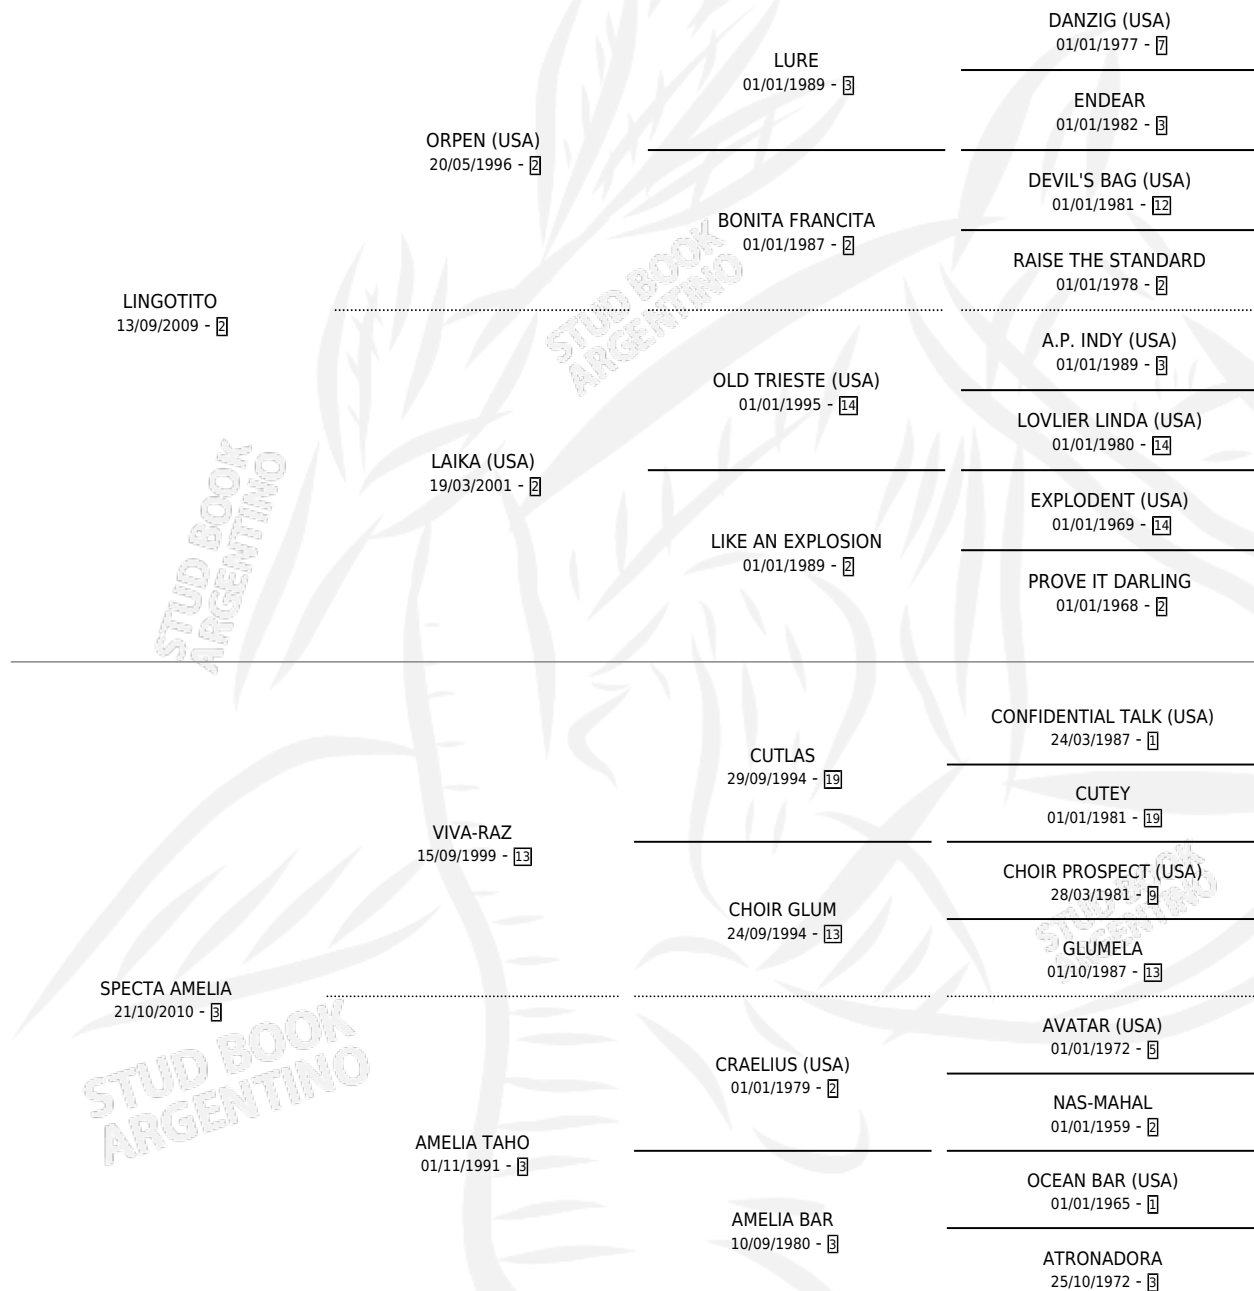 DANZIG (USA)
01/01/1977 - 7
LURE
01/01/1989 - 3
ENDEAR
01/01/1982 - 3
ORPEN (USA)
20/05/1996 - 2
DEVIL'S BAG (USA)
01/01/1981 - 12
BONITA FRANCITA
01/01/1987 - 2
RAISE THE STANDARD
01/01/1978 - 2
LINGOTITO
13/09/2009 - 2
A.P. INDY (USA)
01/01/1989 - 3
OLD TRIESTE (USA)
01/01/1995 - 14
LOVLIER LINDA (USA)
01/01/1980 - 14
LAIKA (USA)
19/03/2001 - 2
EXPLODENT (USA)
01/01/1969 - 14
LIKE AN EXPLOSION
01/01/1989 - 2
PROVE IT DARLING
01/01/1968 - 2
CONFIDENTIAL TALK (USA)
24/03/1987 - 1
CUTLAS
29/09/1994 - 19
CUTEY
01/01/1981 - 19
VIVA-RAZ
15/09/1999 - 13
CHOIR PROSPECT (USA)
28/03/1981 - 9
CHOIR GLUM
24/09/1994 - 13
GLUMELA
01/10/1987 - 13
SPECTA AMELIA
21/10/2010 - 3
AVATAR (USA)
01/01/1972 - 5
CRAELIUS (USA)
01/01/1979 - 2
NAS-MAHAL
01/01/1959 - 2
AMELIA TAHO
01/11/1991 - 3
OCEAN BAR (USA)
01/01/1965 - 1
AMELIA BAR
10/09/1980 - 3
ATRONADORA
25/10/1972 - 3
STUD BOOK
ARGENTINO
STUD BOOK
ARGENTINO
STUD BOOK
ARGENTINO
STUD BOOK
ARGENTINO